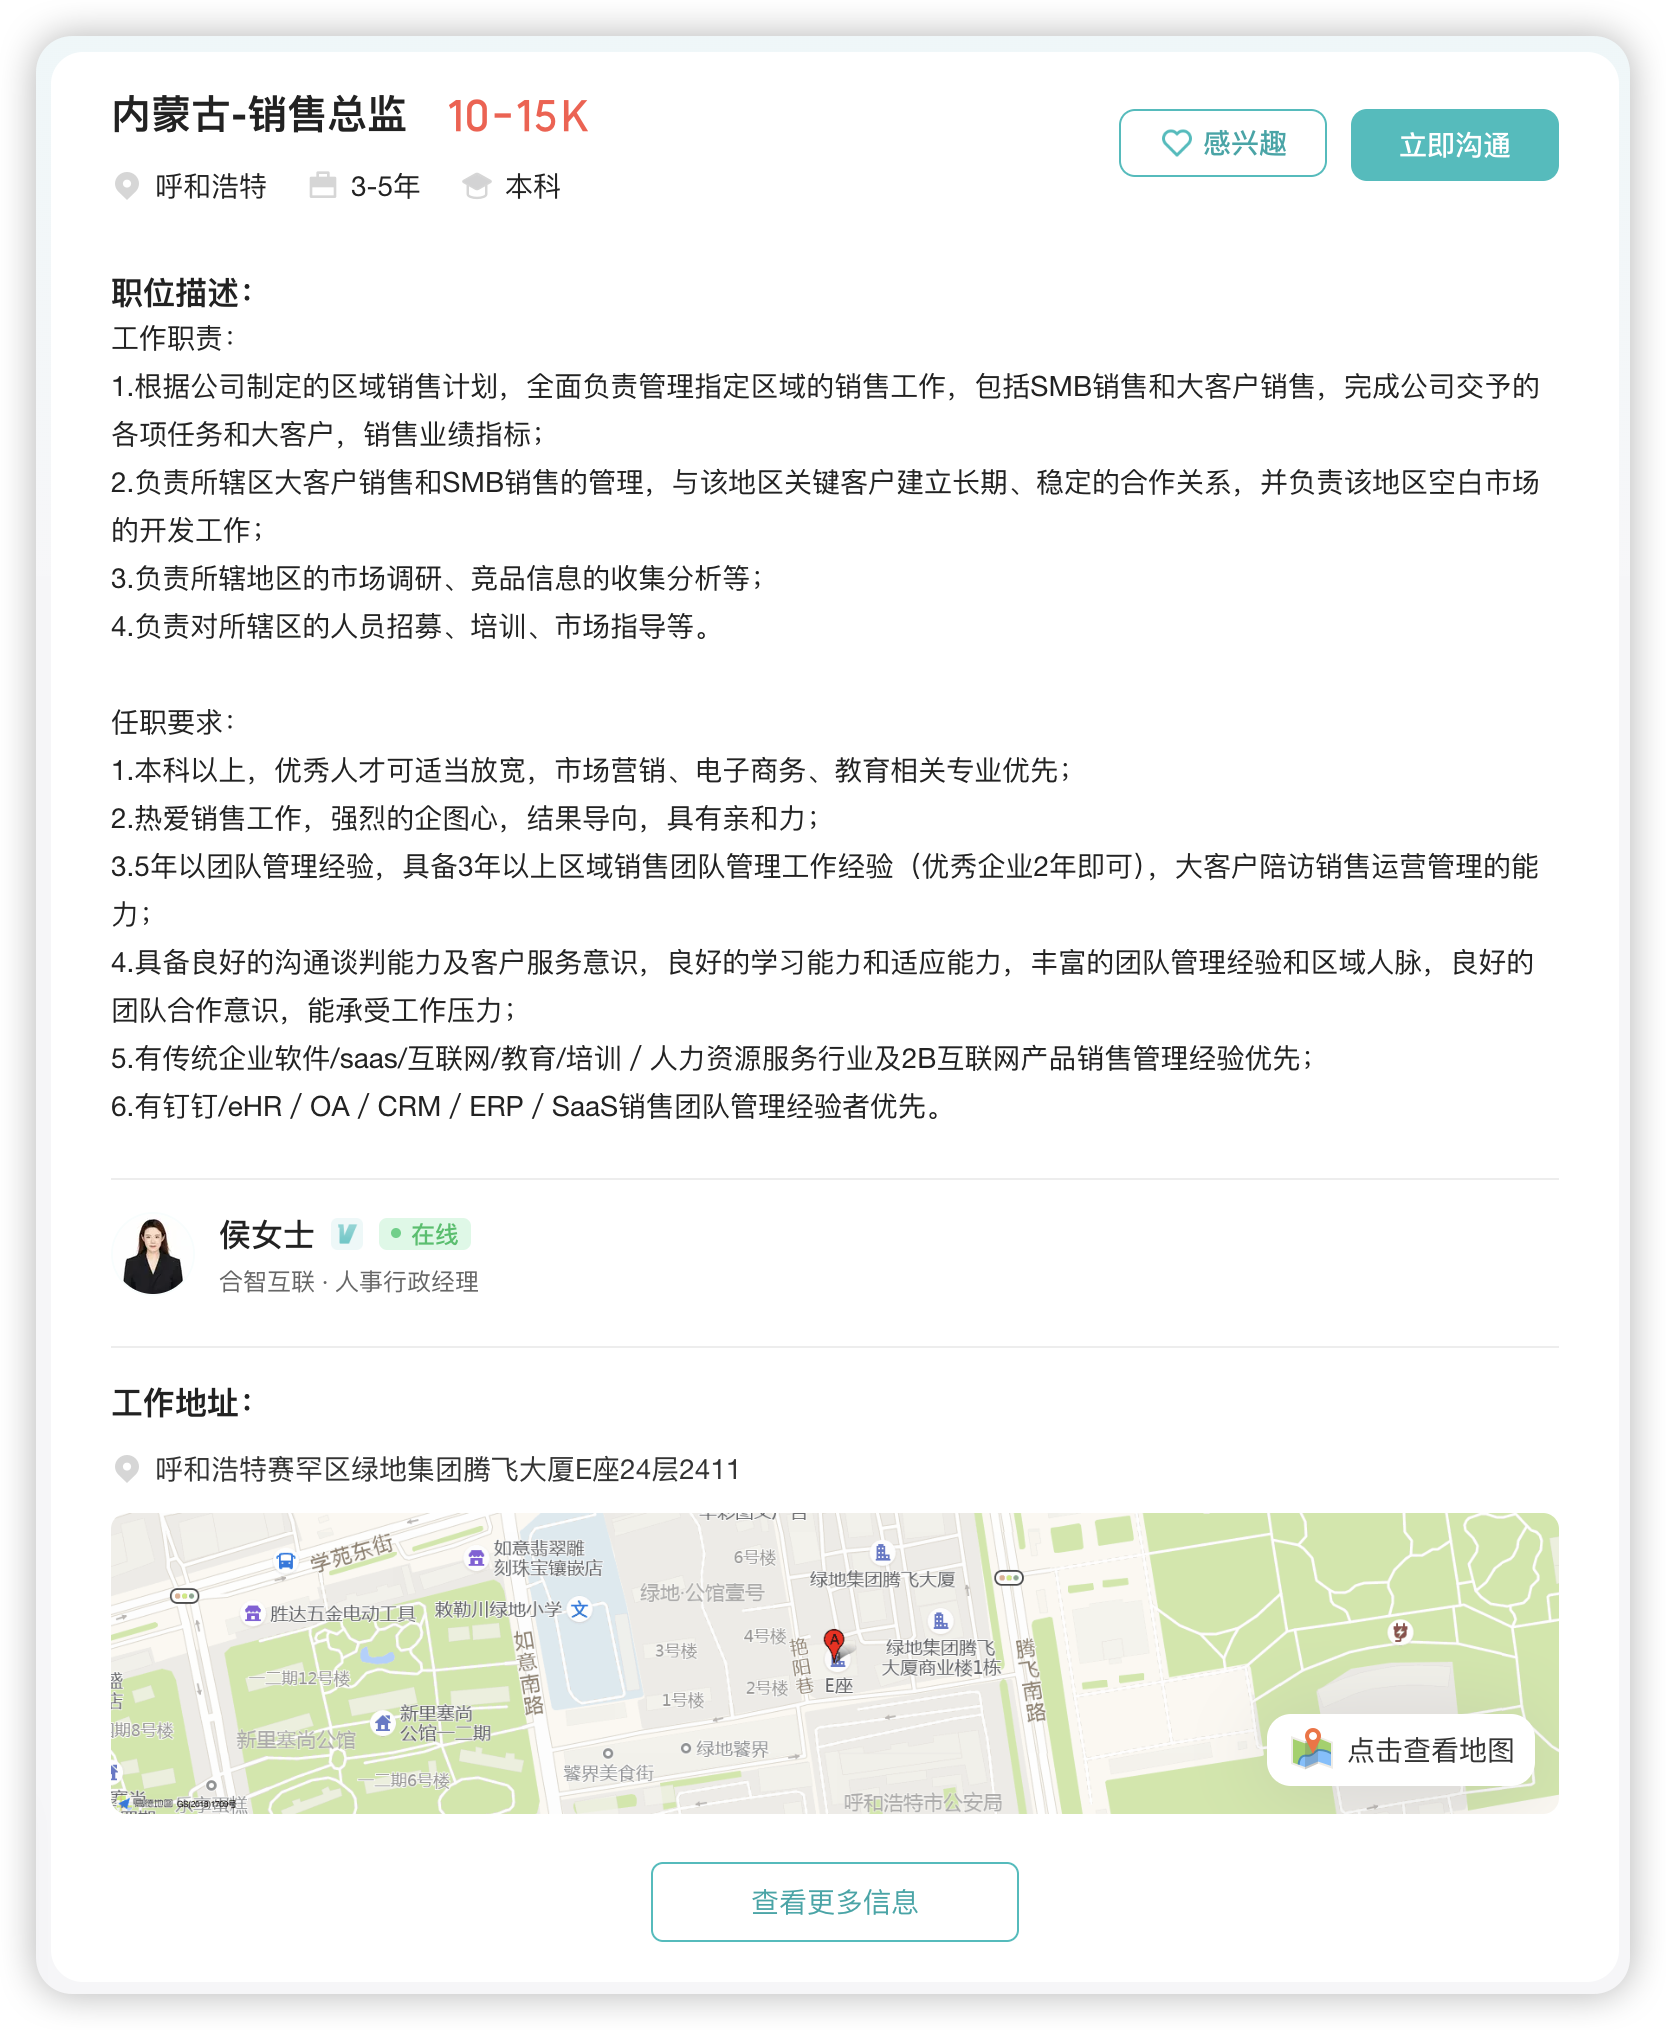 内蒙古-销售总监 10-15K
感兴趣
立即沟通
呼和浩特 3-5年 本科
职位描述：
工作职责：
1.根据公司制定的区域销售计划，全面负责管理指定区域的销售工作，包括SMB销售和大客户销售，完成公司交予的
各项任务和大客户，销售业绩指标；
2.负责所辖区大客户销售和SMB销售的管理，与该地区关键客户建立长期、稳定的合作关系，并负责该地区空白市场
的开发工作；
3.负责所辖地区的市场调研、竞品信息的收集分析等；
4.负责对所辖区的人员招募、培训、市场指导等。
任职要求：
1.本科以上，优秀人才可适当放宽，市场营销、电子商务、教育相关专业优先；
2.热爱销售工作，强烈的企图心，结果导向，具有亲和力；
3.5年以团队管理经验，具备3年以上区域销售团队管理工作经验（优秀企业2年即可），大客户陪访销售运营管理的能
力；
4.具备良好的沟通谈判能力及客户服务意识，良好的学习能力和适应能力，丰富的团队管理经验和区域人脉，良好的
团队合作意识，能承受工作压力；
5.有传统企业软件/saas/互联网/教育/培训 / 人力资源服务行业及2B互联网产品销售管理经验优先；
6.有钉钉/eHR / OA / CRM / ERP / SaaS销售团队管理经验者优先。
侯女士 V 在线
合智互联 · 人事行政经理
工作地址：
呼和浩特赛罕区绿地集团腾飞大厦E座24层2411
学苑东街
如意翡翠雕
刻珠宝镶嵌店
6号楼
绿地集团腾飞大厦
绿地·公馆壹号
胜达五金电动工具
敕勒川绿地小学
文
如意南路
3号楼
4号楼
艳阳巷
A
绿地集团腾飞
大厦商业楼1栋
腾飞南路
E座
一二期12号楼
1号楼
2号楼
盛
店
期8号楼
新里塞尚公馆
新里塞尚
公馆一二期
绿地饕界
饕界美食街
一二期6号楼
呼和浩特市公安局
点击查看地图
查看更多信息